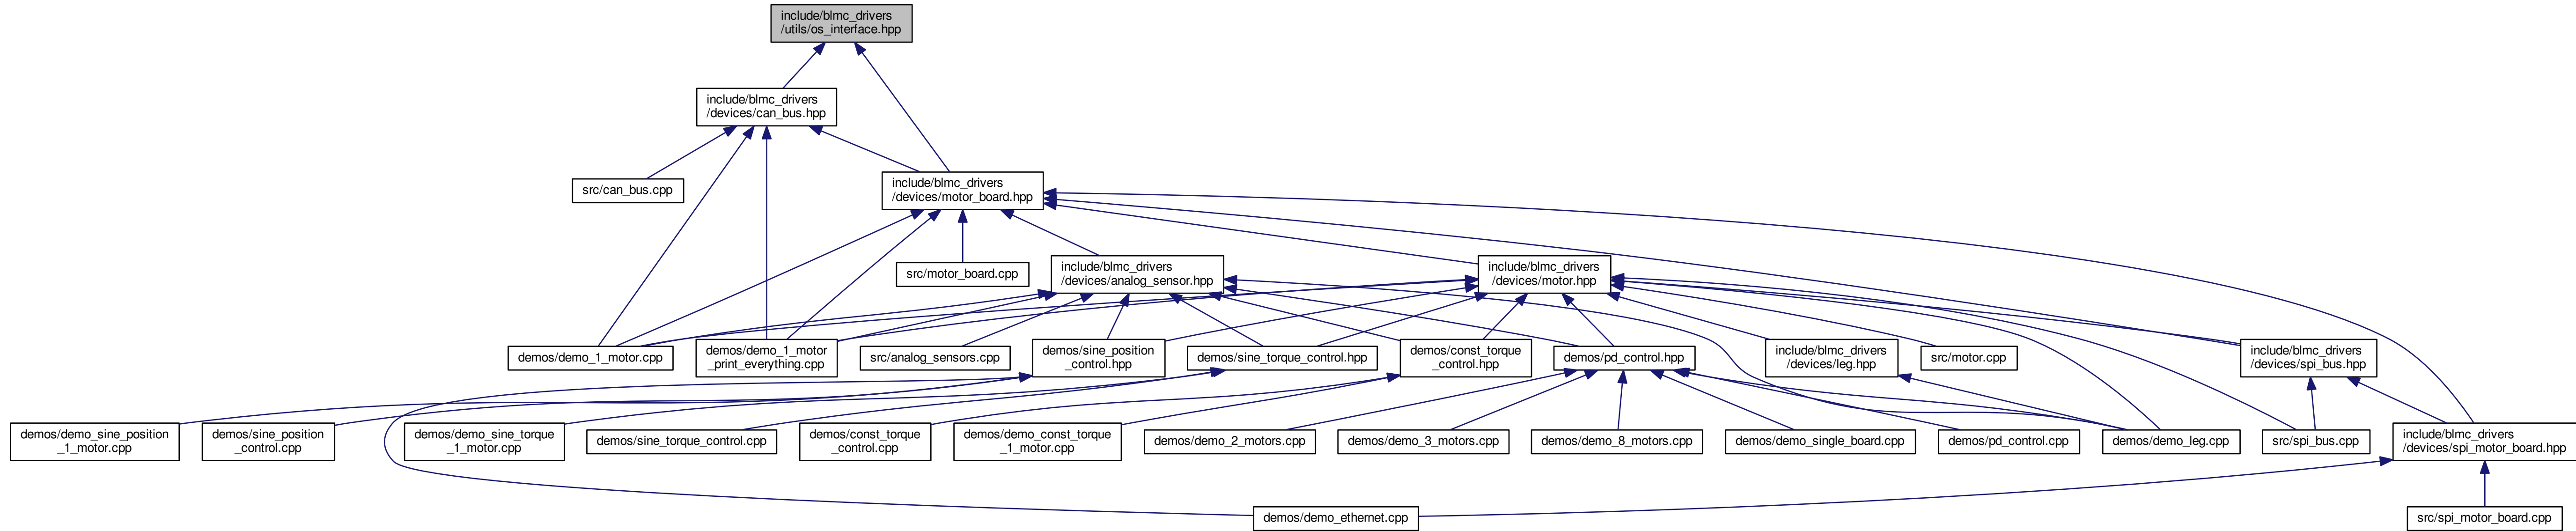 include/blmc_drivers
/utils/os_interface.hpp
include/blmc_drivers
/devices/can_bus.hpp
src/can_bus.cpp
include/blmc_drivers
/devices/motor_board.hpp
src/motor_board.cpp
include/blmc_drivers
/devices/analog_sensor.hpp
include/blmc_drivers
/devices/motor.hpp
demos/demo_1_motor.cpp
demos/demo_1_motor
_print_everything.cpp
src/analog_sensors.cpp
demos/sine_position
_control.hpp
demos/sine_torque_control.hpp
demos/const_torque
_control.hpp
demos/pd_control.hpp
include/blmc_drivers
/devices/leg.hpp
src/motor.cpp
include/blmc_drivers
/devices/spi_bus.hpp
demos/demo_sine_position
_1_motor.cpp
demos/sine_position
_control.cpp
demos/demo_sine_torque
_1_motor.cpp
demos/sine_torque_control.cpp
demos/const_torque
_control.cpp
demos/demo_const_torque
_1_motor.cpp
demos/demo_2_motors.cpp
demos/demo_3_motors.cpp
demos/demo_8_motors.cpp
demos/demo_single_board.cpp
demos/pd_control.cpp
demos/demo_leg.cpp
src/spi_bus.cpp
include/blmc_drivers
/devices/spi_motor_board.hpp
demos/demo_ethernet.cpp
src/spi_motor_board.cpp